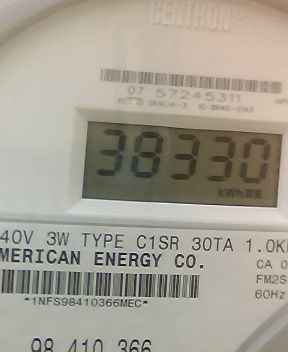 CENTRON
07 57245311
38330
kWh
40V 3W TYPE C1SR 30TA 1.0K
MERICAN ENERGY CO.
CA 0
FM2S
60Hz
*1NFS98410366MEC*
98 410 366